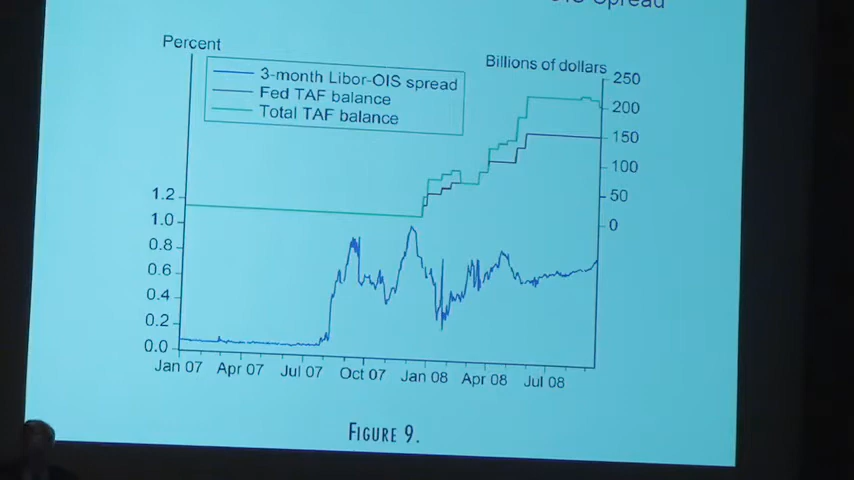 OIS Spread
Percent
Billions of dollars
3-month Libor-OIS spread
Fed TAF balance
Total TAF balance
250
200
150
100
50
0
1.2
1.0
0.8
0.6
0.4
0.2
0.0
Jan 07 Apr 07 Jul 07 Oct 07 Jan 08 Apr 08 Jul 08
FIGURE 9.